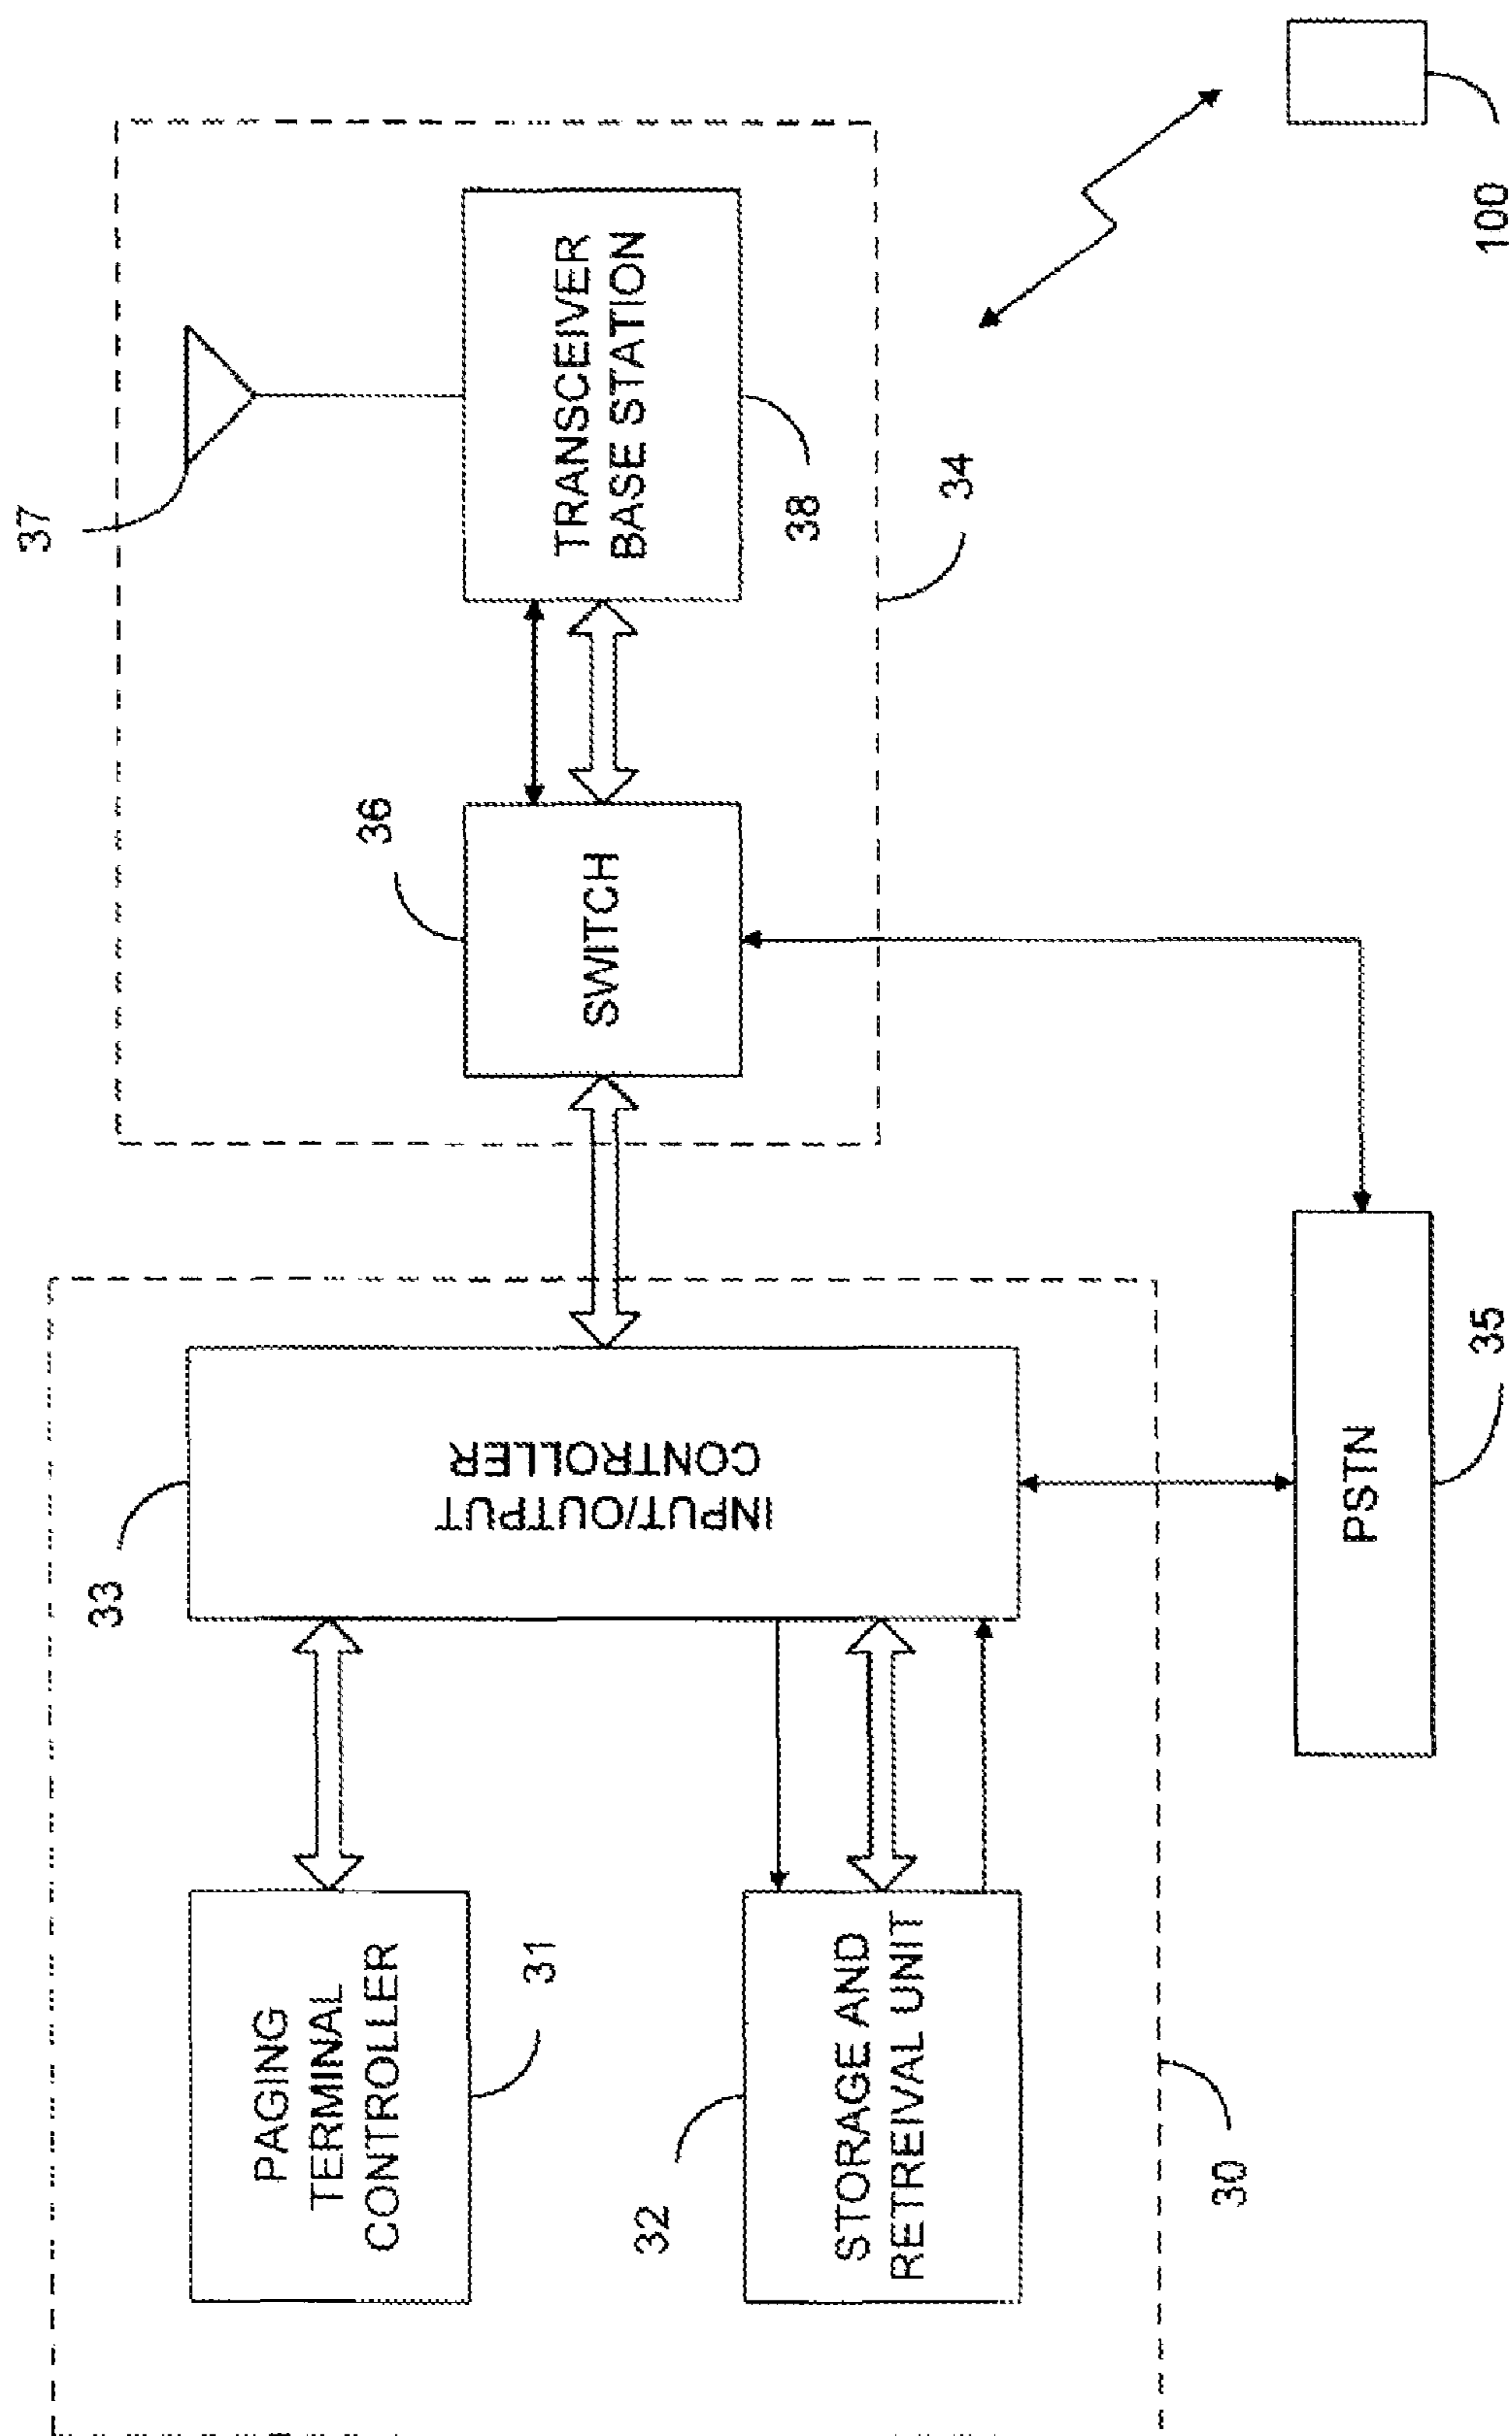 37
TRANSCEIVER
BASE STATION
38
34
100
36
SWITCH
33
INPUT/OUTPUT
CONTROLLER
PSTN
35
PAGING
TERMINAL
CONTROLLER
31
32
STORAGE AND
RETREIVAL UNIT
30